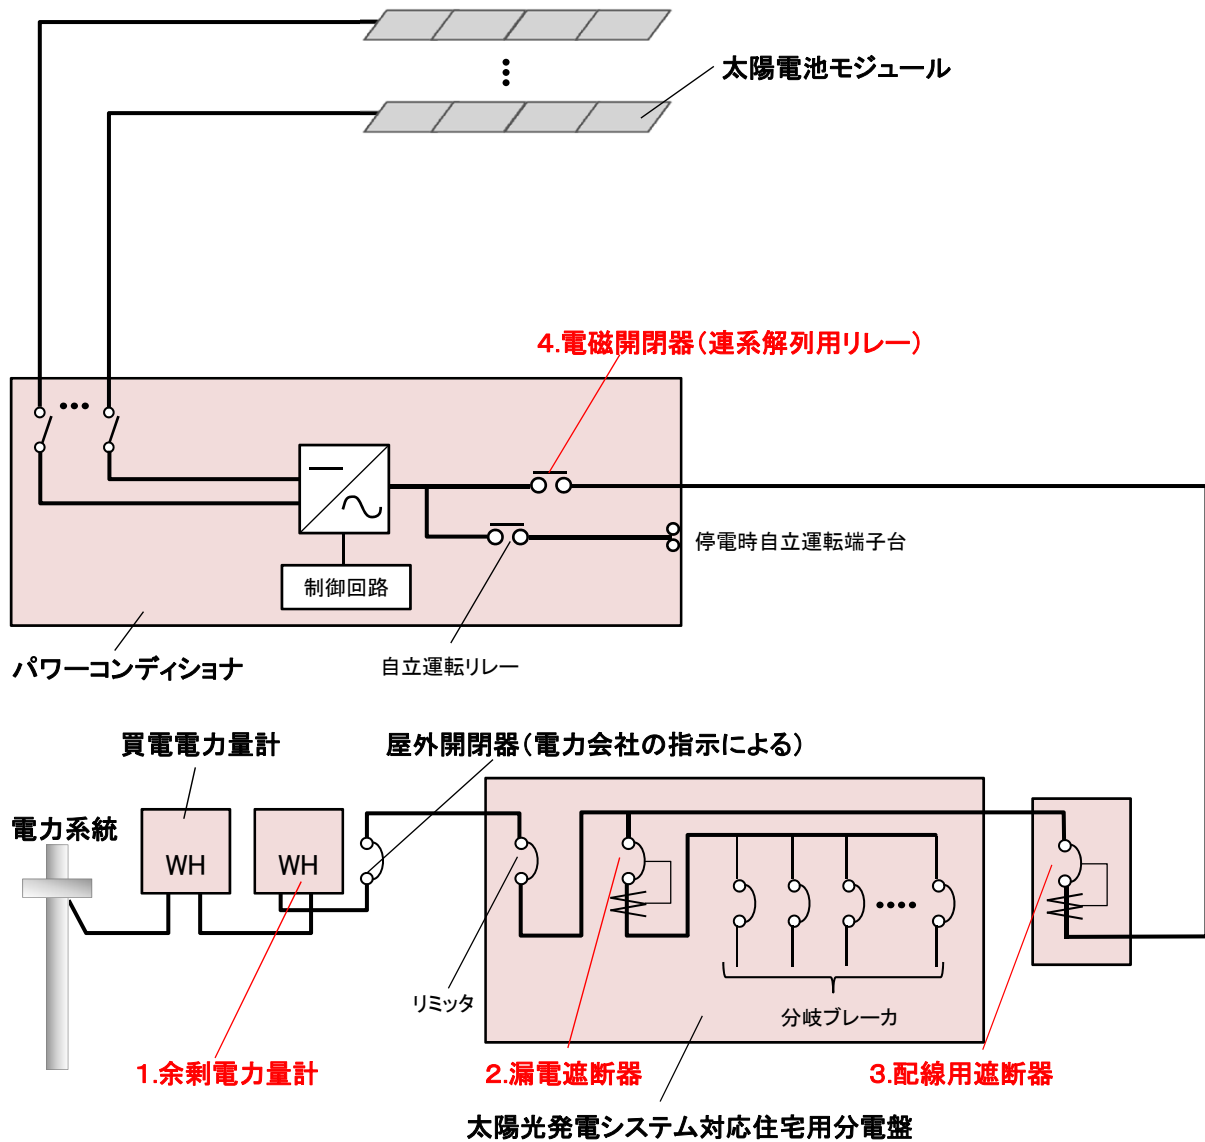 太陽電池モジュール
4.電磁開閉器(連系解列用リレー)
停電時自立運転端子台
制御回路
パワーコンディショナ
自立運転リレー
買電電力量計
屋外開閉器(電力会社の指示による)
電力系統
WH
WH
リミッタ
分岐ブレーカ
1.余剰電力量計
2.漏電遮断器
3.配線用遮断器
太陽光発電システム対応住宅用分電盤